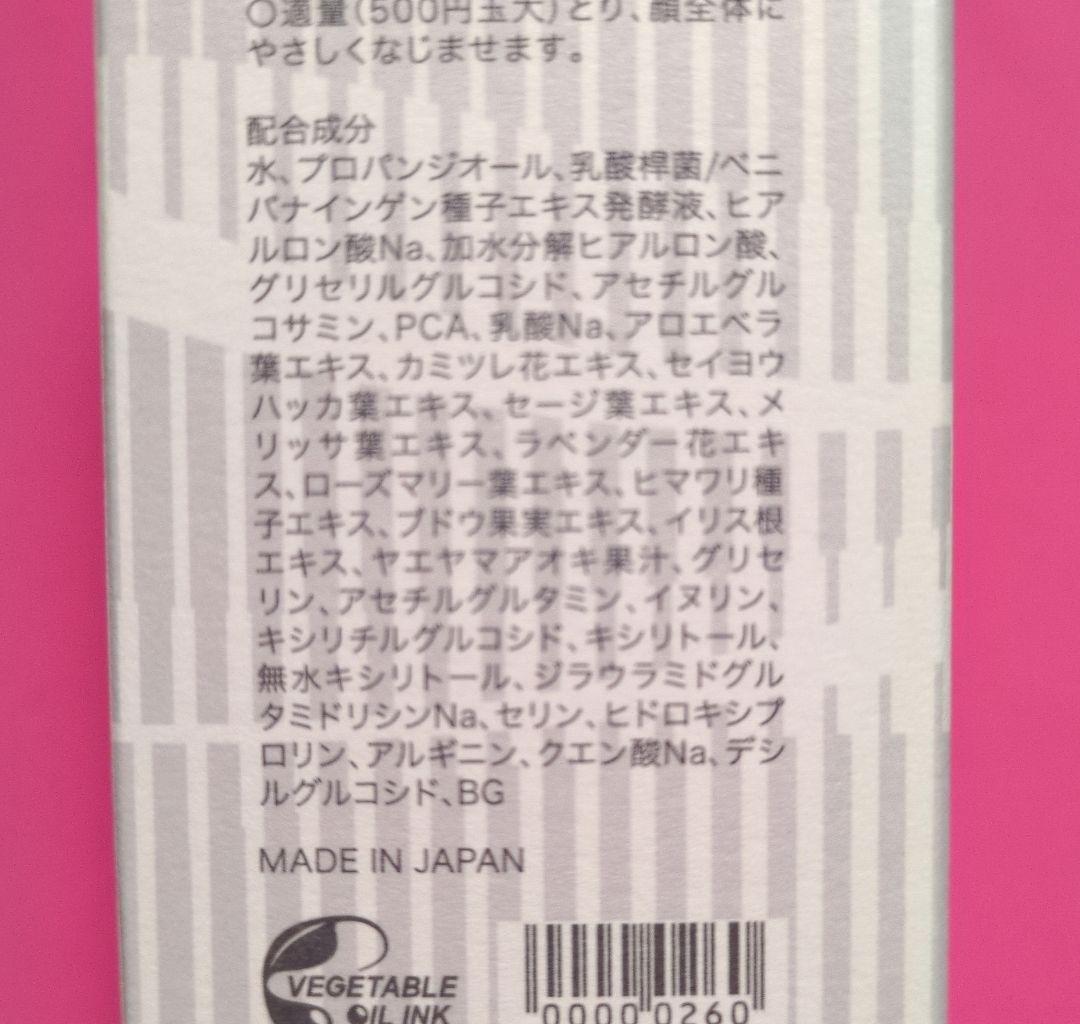 ○適量(500円玉大)とり、顔全体に
やさしくなじませます。
配合成分
水、プロパンジオール、乳酸桿菌/ベニ
バナインゲン種子エキス発酵液、ヒア
ルロン酸Na、加水分解ヒアルロン酸、
グリセリルグルコシド、アセチルグル
コサミン、PCA、乳酸Na、アロエベラ
葉エキス、カミツレ花エキス、セイヨウ
ハッカ葉エキス、セージ葉エキス、メ
リッサ葉エキス、ラベンダー花エキ
ス、ローズマリー葉エキス、ヒマワリ種
子エキス、ブドウ果実エキス、イリス根
エキス、ヤエヤマアオキ果汁、グリセ
リン、アセチルグルタミン、イヌリン、
キシリチルグルコシド、キシリトール、
無水キシリトール、ジラウラミドグル
タミドリシンNa、セリン、ヒドロキシプ
ロリン、アルギニン、クエン酸Na、デシ
ルグルコシド、BG
MADE IN JAPAN
VEGETABLE
OIL INK
0000 0260